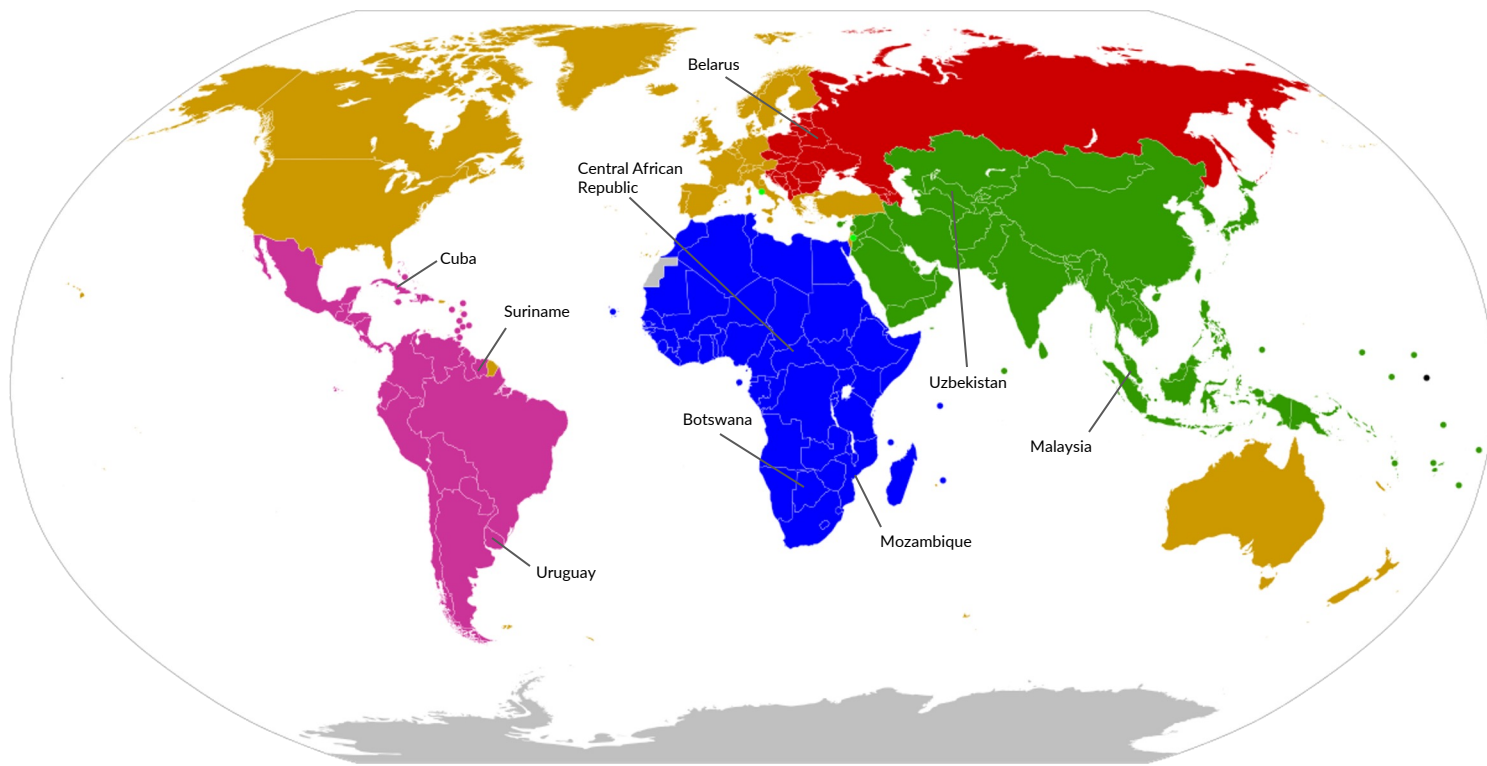 Belarus
Central African
Republic
Cuba
Suriname
Uzbekistan
Botswana
Malaysia
Mozambique
Uruguay